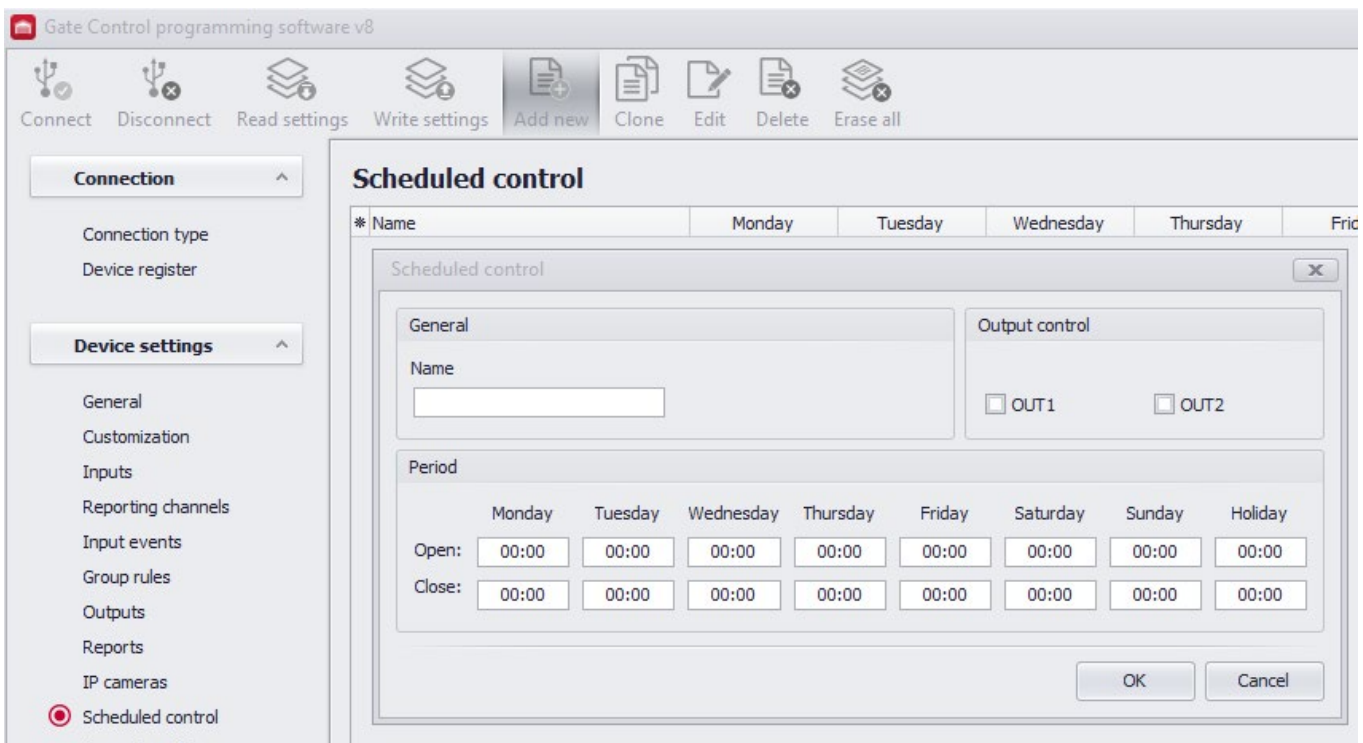 Gate Control programming software v8
Connect Disconnect Read settings Write settings Add new Clone Edit Delete Erase all
Connection
Connection type
Device register
Device settings
General
Customization
Inputs
Reporting channels
Input events
Group rules
Outputs
Reports
IP cameras
Scheduled control
Scheduled control
Name Monday Tuesday Wednesday Thursday Frid
Scheduled control
General
Name
Output control
OUT1 OUT2
Period
Monday Tuesday Wednesday Thursday Friday Saturday Sunday Holiday
Open: 00:00 00:00 00:00 00:00 00:00 00:00 00:00 00:00
Close: 00:00 00:00 00:00 00:00 00:00 00:00 00:00 00:00
OK Cancel